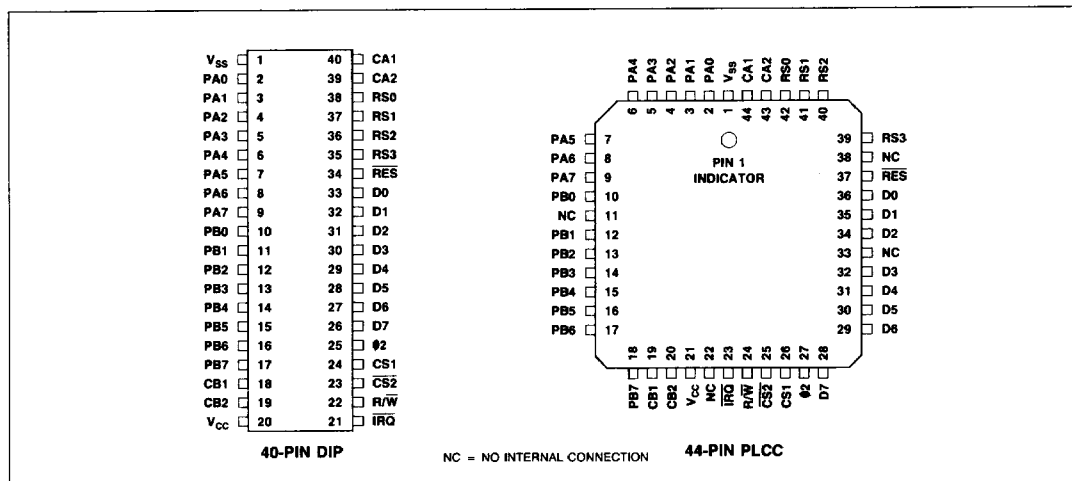 VSS 1 40 CA1
PA0 2 39 CA2
PA1 3 38 RS0
PA2 4 37 RS1
PA3 5 36 RS2
PA4 6 35 RS3
PA5 7 34 RES
PA6 8 33 D0
PA7 9 32 D1
PB0 10 31 D2
PB1 11 30 D3
PB2 12 29 D4
PB3 13 28 D5
PB4 14 27 D6
PB5 15 26 D7
PB6 16 25 Φ2
PB7 17 24 CS1
CB1 18 23 CS2
CB2 19 22 R/W
VCC 20 21 IRQ
40-PIN DIP
PA4 PA3 PA2 PA1 PA0 VSS CA1 CA2 RS0 RS1 RS2
6 5 4 3 2 1 44 43 42 41 40
PA5 7 39 RS3
PA6 8 38 NC
PA7 9 37 RES
PB0 10 36 D0
NC 11 35 D1
PB1 12 34 D2
PB2 13 33 NC
PB3 14 32 D3
PB4 15 31 D4
PB5 16 30 D5
PB6 17 29 D6
PIN 1
INDICATOR
18 19 20 21 22 23 24 25 26 27 28
PB7 CB1 CB2 VCC NC IRQ R/W CS2 CS1 Φ2 D7
NC = NO INTERNAL CONNECTION
44-PIN PLCC